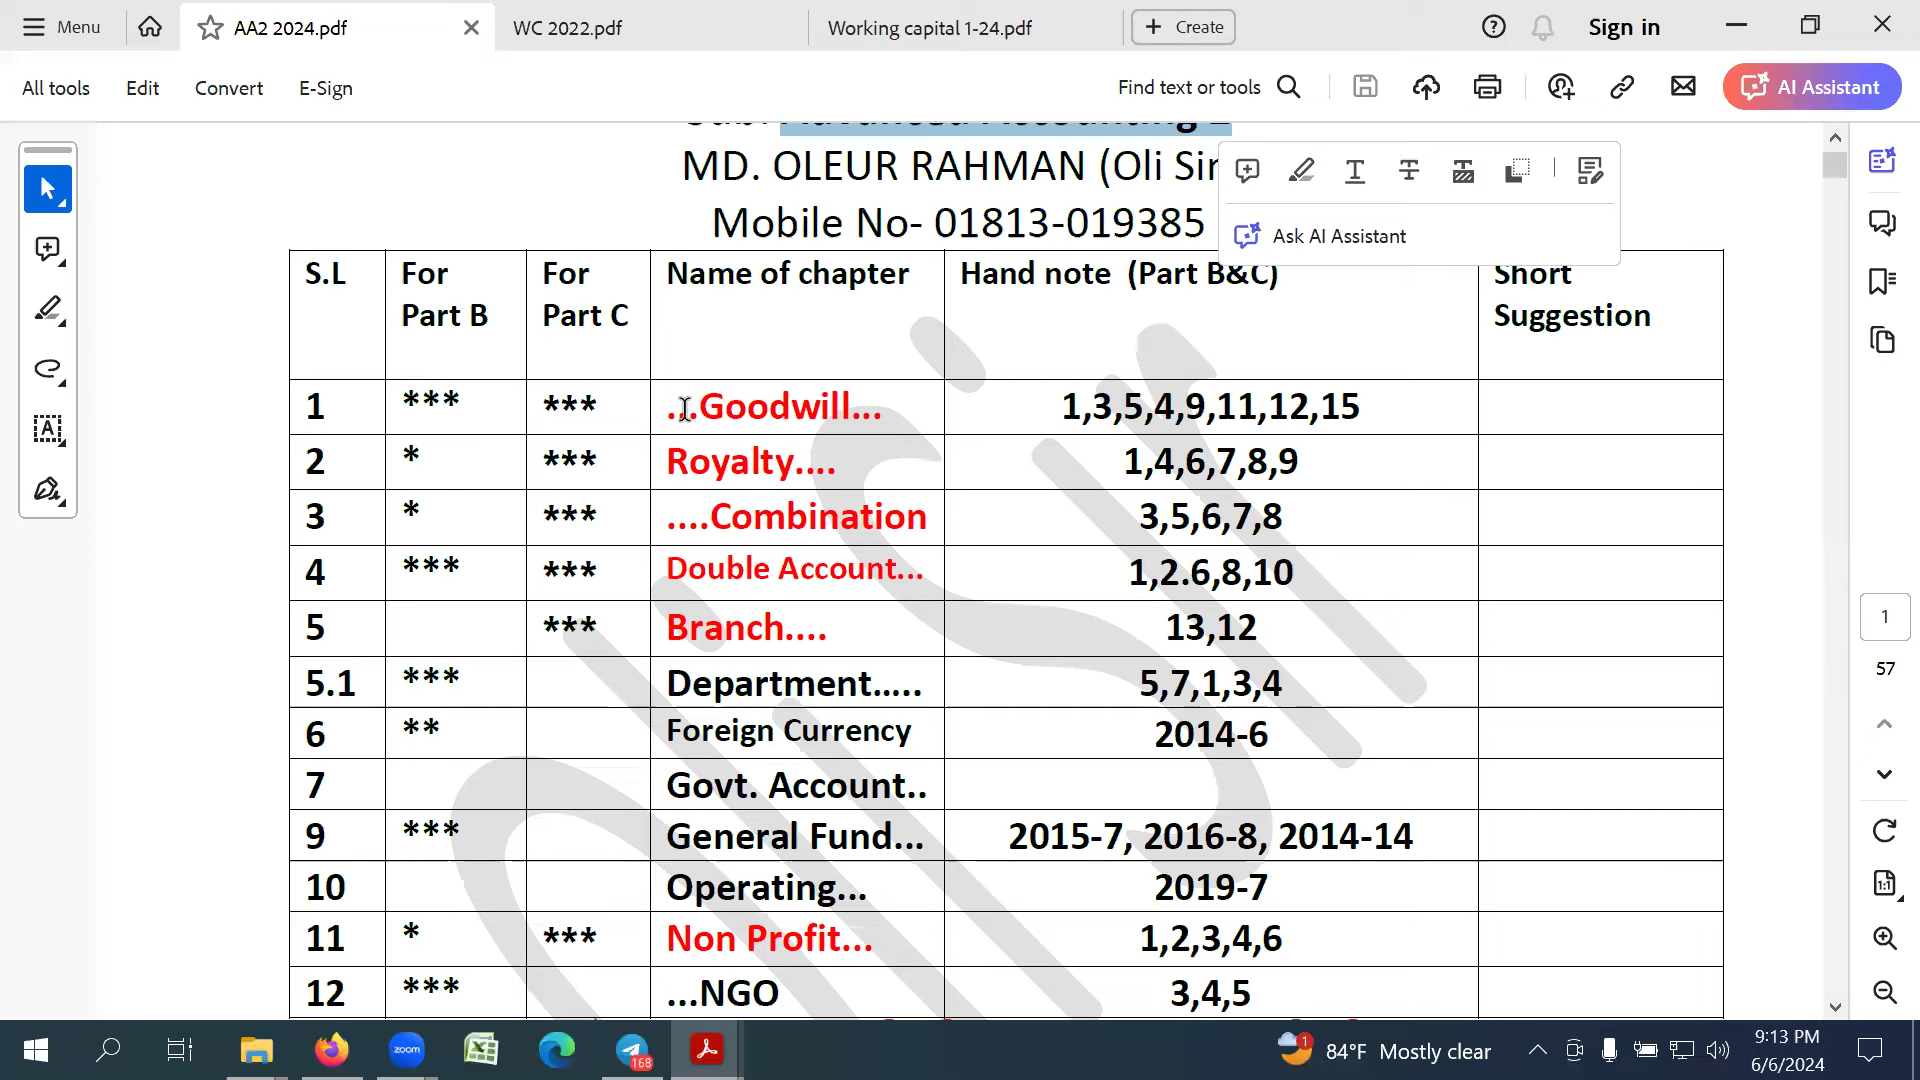 Menu
AA2 2024.pdf
WC 2022.pdf
Working capital 1-24.pdf
Create
Sign in
All tools
Edit
Convert
E-Sign
Find text or tools
AI Assistant
Advanced Accounting
MD. OLEUR RAHMAN (Oli Sir
Mobile No- 01813-019385
Ask AI Assistant
S.L For Part B For Part C Name of chapter Hand note (Part B&C) Short Suggestion
1 *** *** ...Goodwill... 1,3,5,4,9,11,12,15
2 * *** Royalty.... 1,4,6,7,8,9
3 * *** ....Combination 3,5,6,7,8
4 *** *** Double Account... 1,2.6,8,10
5 *** Branch.... 13,12
5.1 *** Department..... 5,7,1,3,4
6 ** Foreign Currency 2014-6
7 Govt. Account..
9 *** General Fund... 2015-7, 2016-8, 2014-14
10 Operating... 2019-7
11 * *** Non Profit... 1,2,3,4,6
12 *** ...NGO 3,4,5
1
57
zoom
168
1
84°F Mostly clear
9:13 PM
6/6/2024